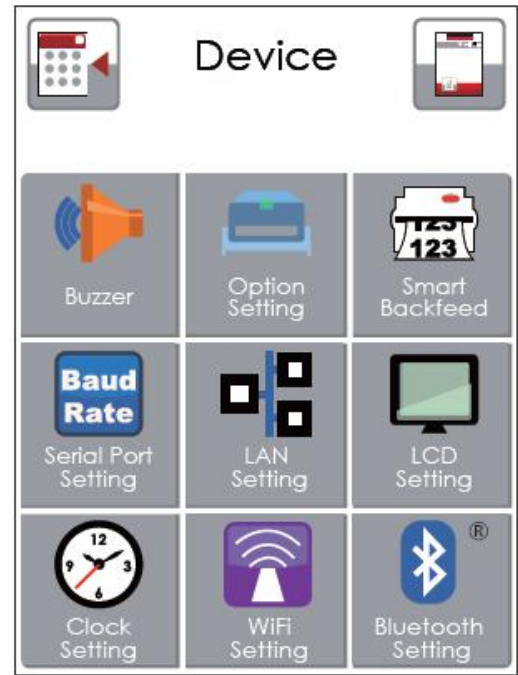 Device
Buzzer
Option
Setting
123
123
Smart
Backfeed
Baud
Rate
Serial Port
Setting
LAN
Setting
LCD
Setting
12
9
3
6
Clock
Setting
WiFi
Setting
®
Bluetooth
Setting